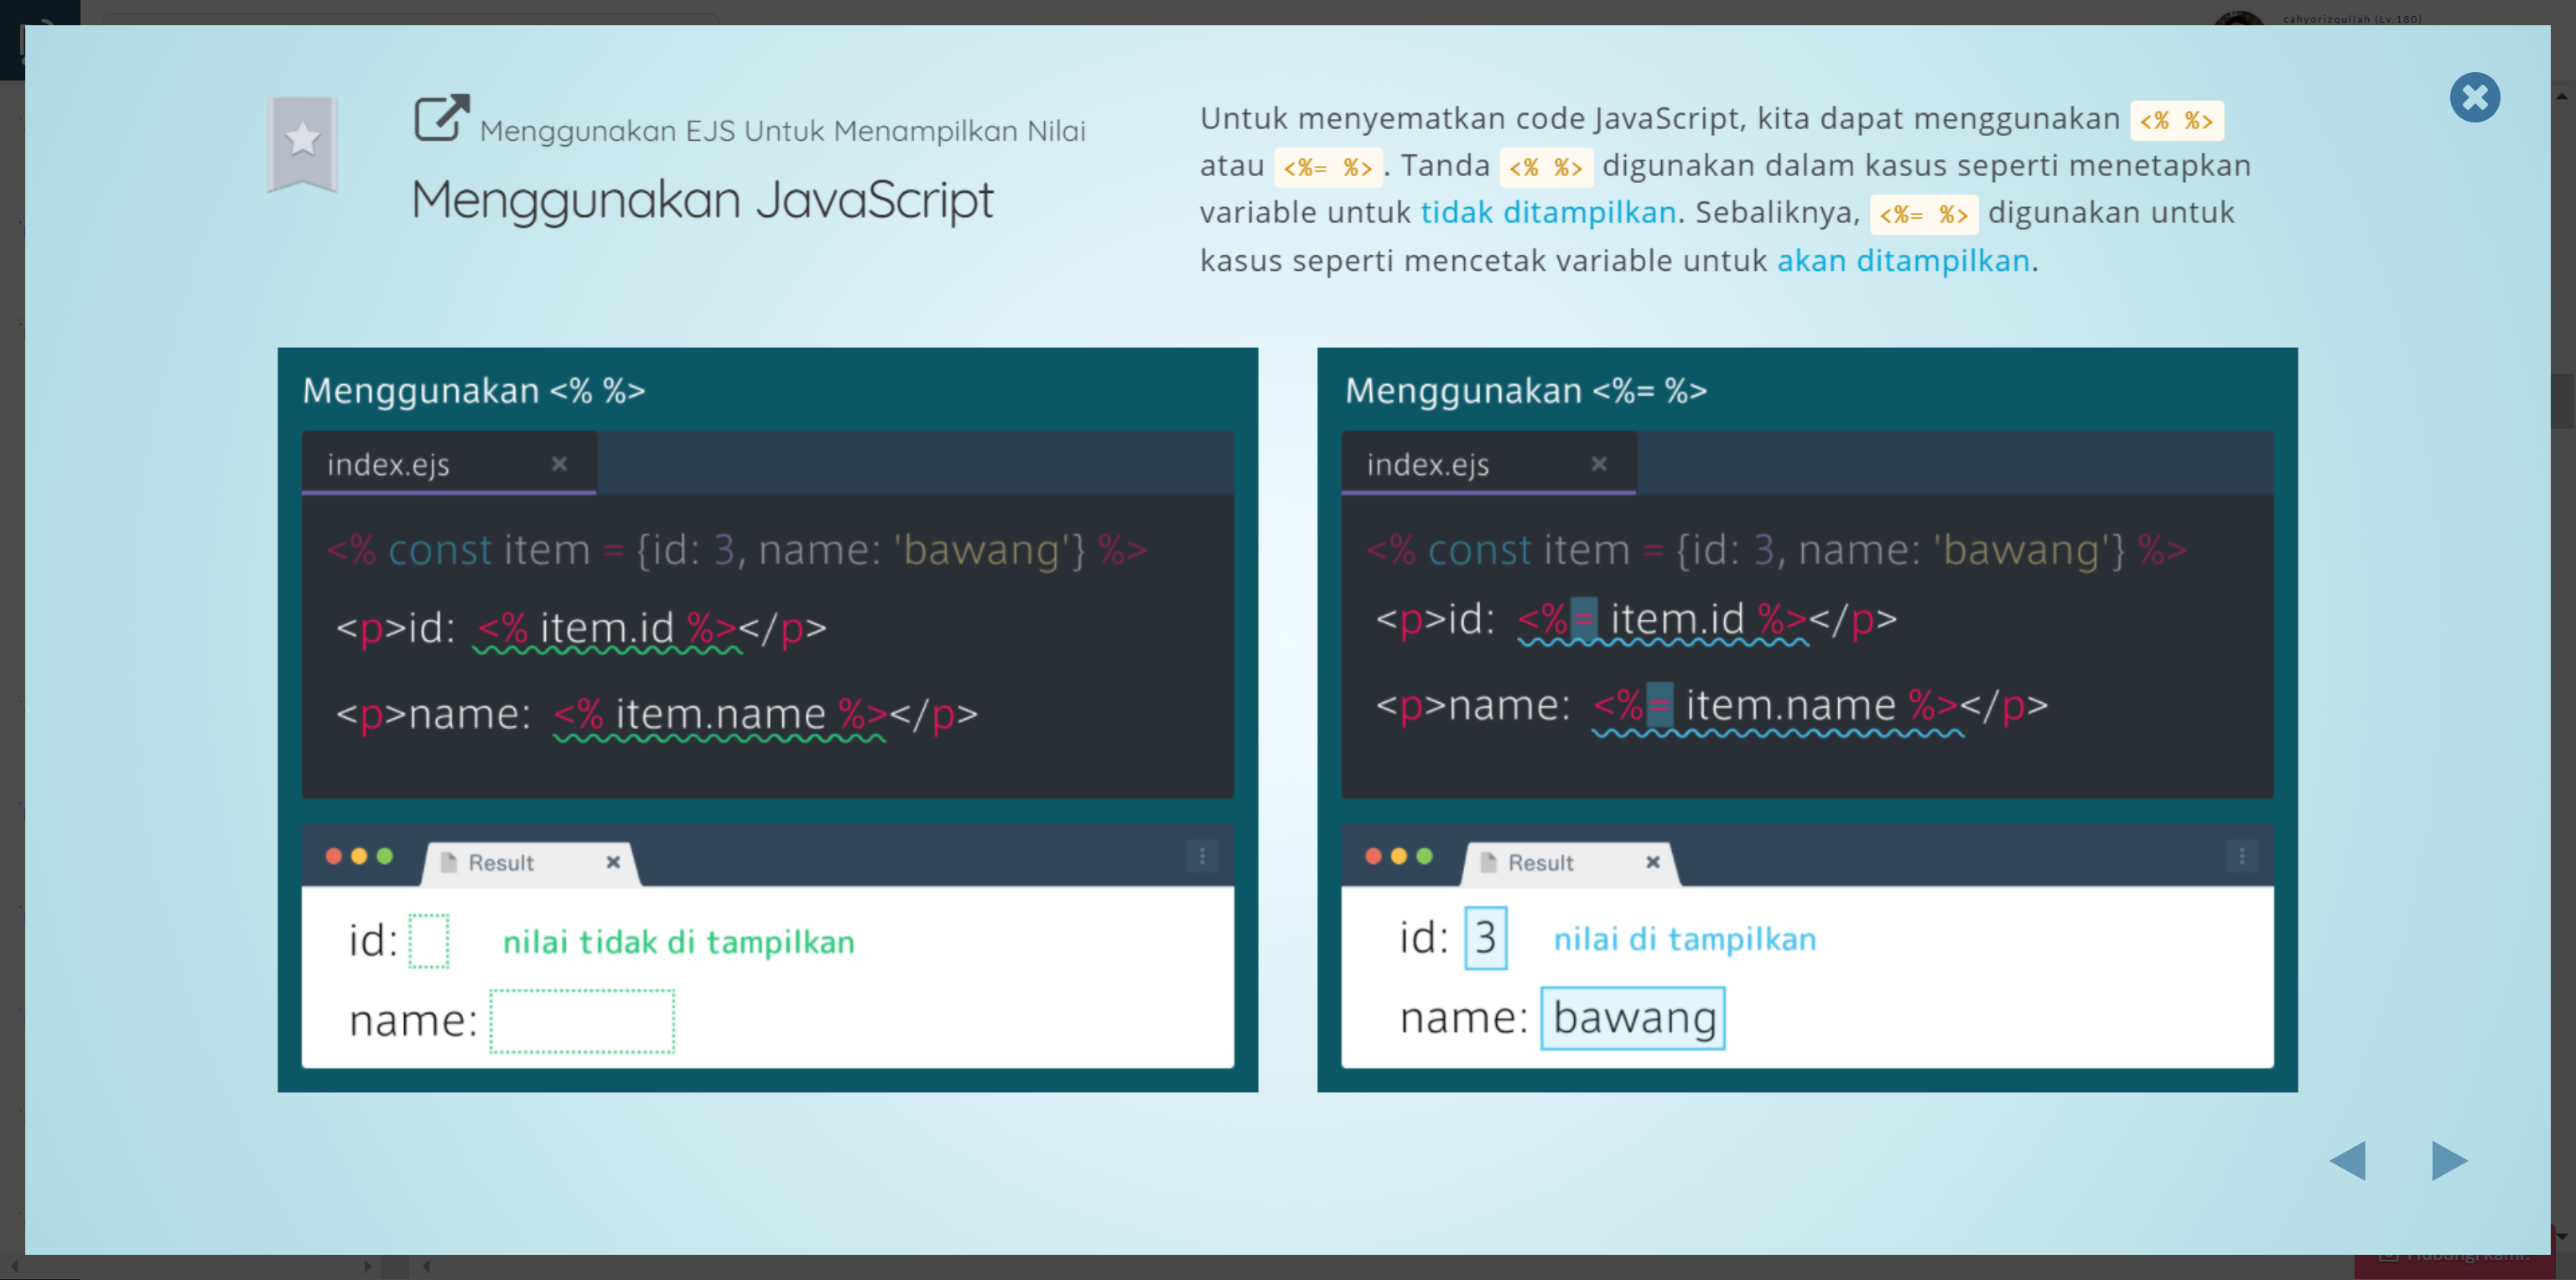 cahyorizqullah (Lv.180)
Menggunakan EJS Untuk Menampilkan Nilai
Menggunakan JavaScript
Untuk menyematkan code JavaScript, kita dapat menggunakan <% %>
atau <%= %>. Tanda <% %> digunakan dalam kasus seperti menetapkan
variable untuk tidak ditampilkan. Sebaliknya, <%= %> digunakan untuk
kasus seperti mencetak variable untuk akan ditampilkan.
Menggunakan <% %>
index.ejs
<% const item = {id: 3, name: 'bawang'} %>
<p>id: <% item.id %></p>
<p>name: <% item.name %></p>
Result
id: nilai tidak di tampilkan
name:
Menggunakan <%= %>
index.ejs
<% const item = {id: 3, name: 'bawang'} %>
<p>id: <%= item.id %></p>
<p>name: <%= item.name %></p>
Result
id: 3 nilai di tampilkan
name: bawang
Hubungi kami!